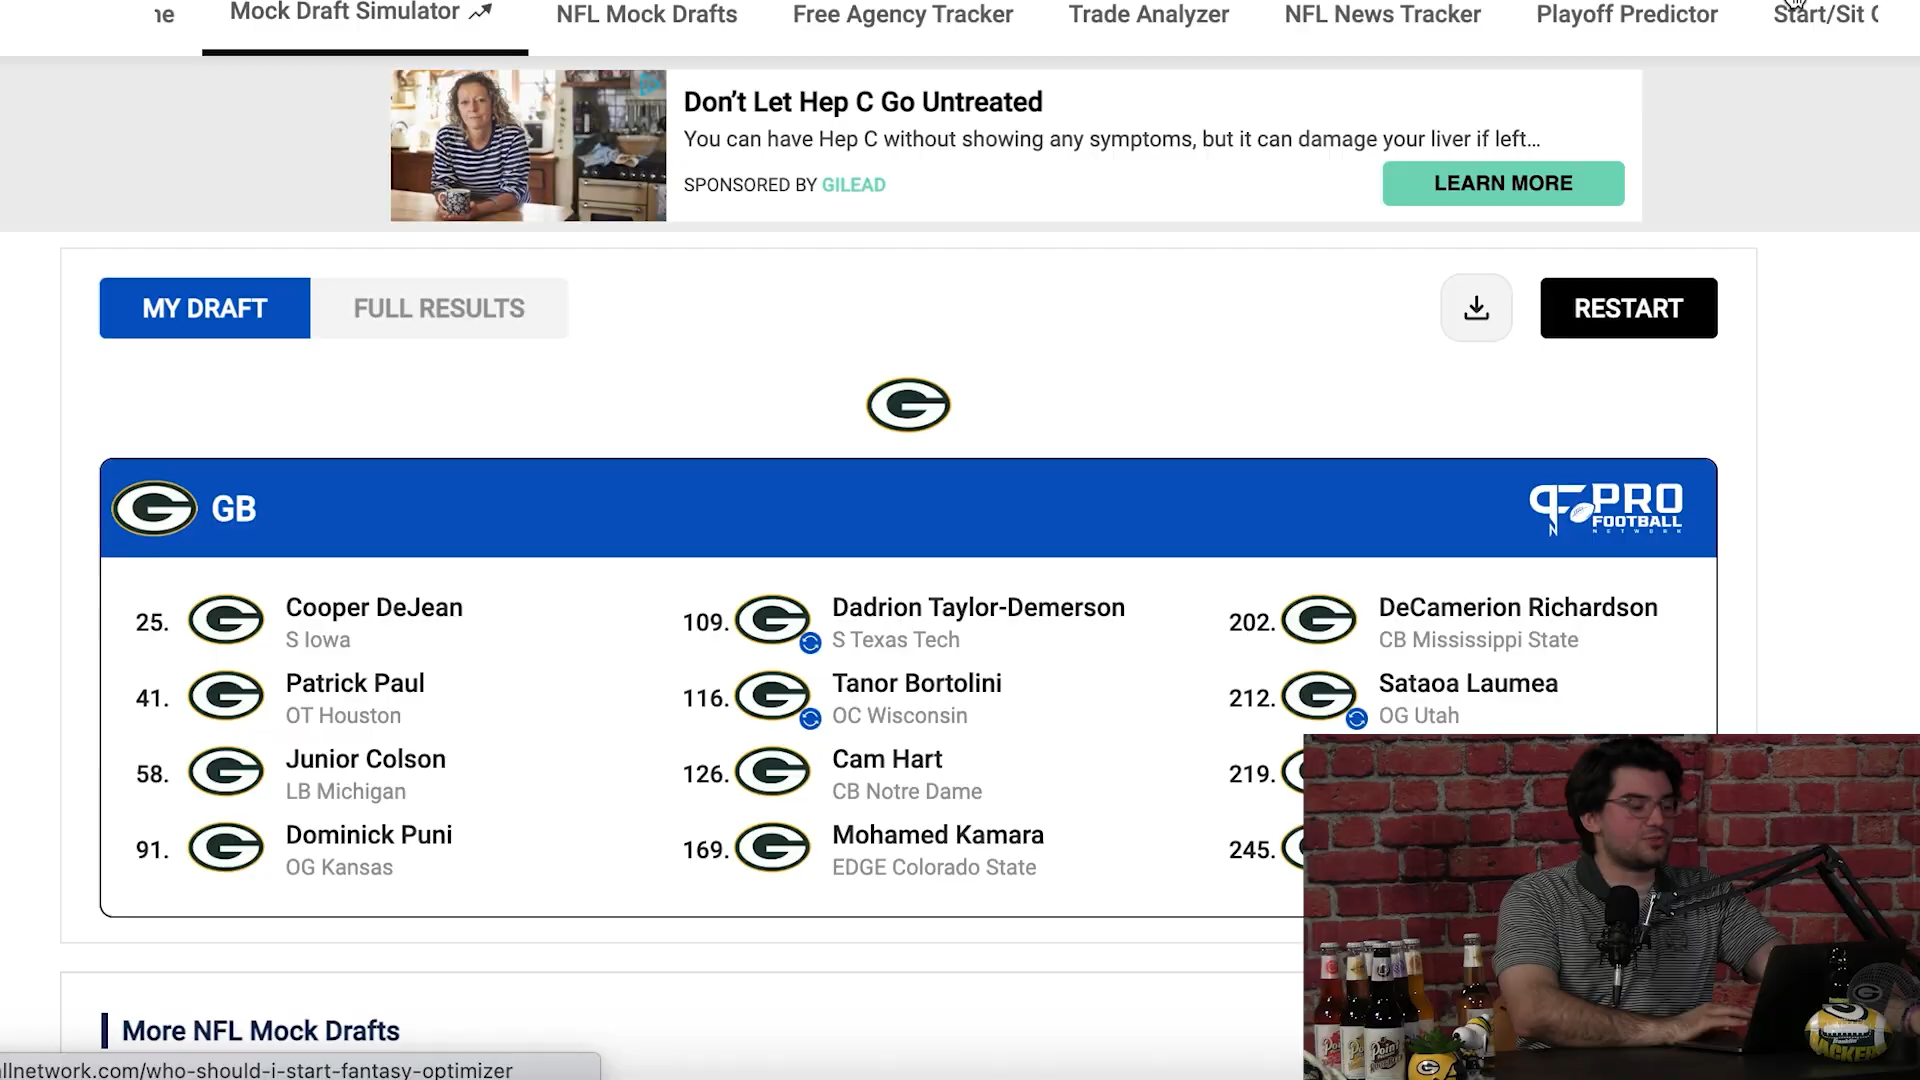 Mock Draft Simulator
NFL Mock Drafts
Free Agency Tracker
Trade Analyzer
NFL News Tracker
Playoff Predictor
Start/Sit
Don't Let Hep C Go Untreated
You can have Hep C without showing any symptoms, but it can damage your liver if left...
SPONSORED BY GILEAD
LEARN MORE
MY DRAFT
FULL RESULTS
RESTART
GB
PRO
FOOTBALL
NETWORK
25. Cooper DeJean
S Iowa
41. Patrick Paul
OT Houston
58. Junior Colson
LB Michigan
91. Dominick Puni
OG Kansas
109. Dadrion Taylor-Demerson
S Texas Tech
116. Tanor Bortolini
OC Wisconsin
126. Cam Hart
CB Notre Dame
169. Mohamed Kamara
EDGE Colorado State
202. DeCamerion Richardson
CB Mississippi State
212. Sataoa Laumea
OG Utah
219.
245.
More NFL Mock Drafts
allnetwork.com/who-should-i-start-fantasy-optimizer
Point
PACKERS